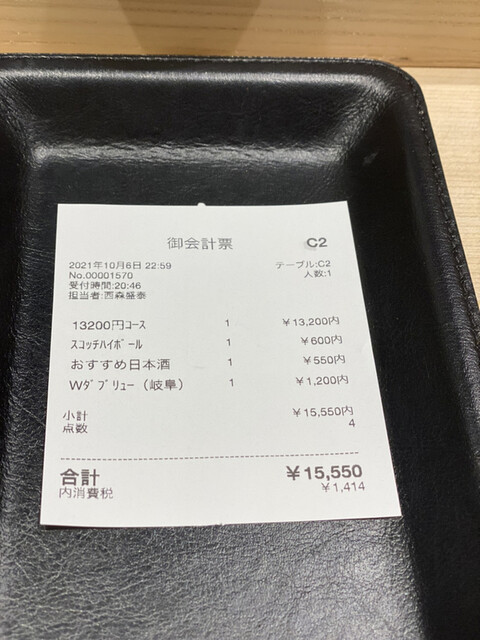 御会計票 C2
2021年10月6日 22:59 テーブル:C2
No.00001570 人数:1
受付時間:20:46
担当者:西森盛泰
13200円ｺｰｽ 1 ¥13,200内
ｽｺｯﾁﾊｲﾎﾞｰﾙ 1 ¥600内
おすすめ日本酒 1 ¥550内
Wﾀﾞﾌﾞﾘｭｰ（岐阜） 1 ¥1,200内
小計 ¥15,550内
点数 4
合計 ¥15,550
内消費税 ¥1,414